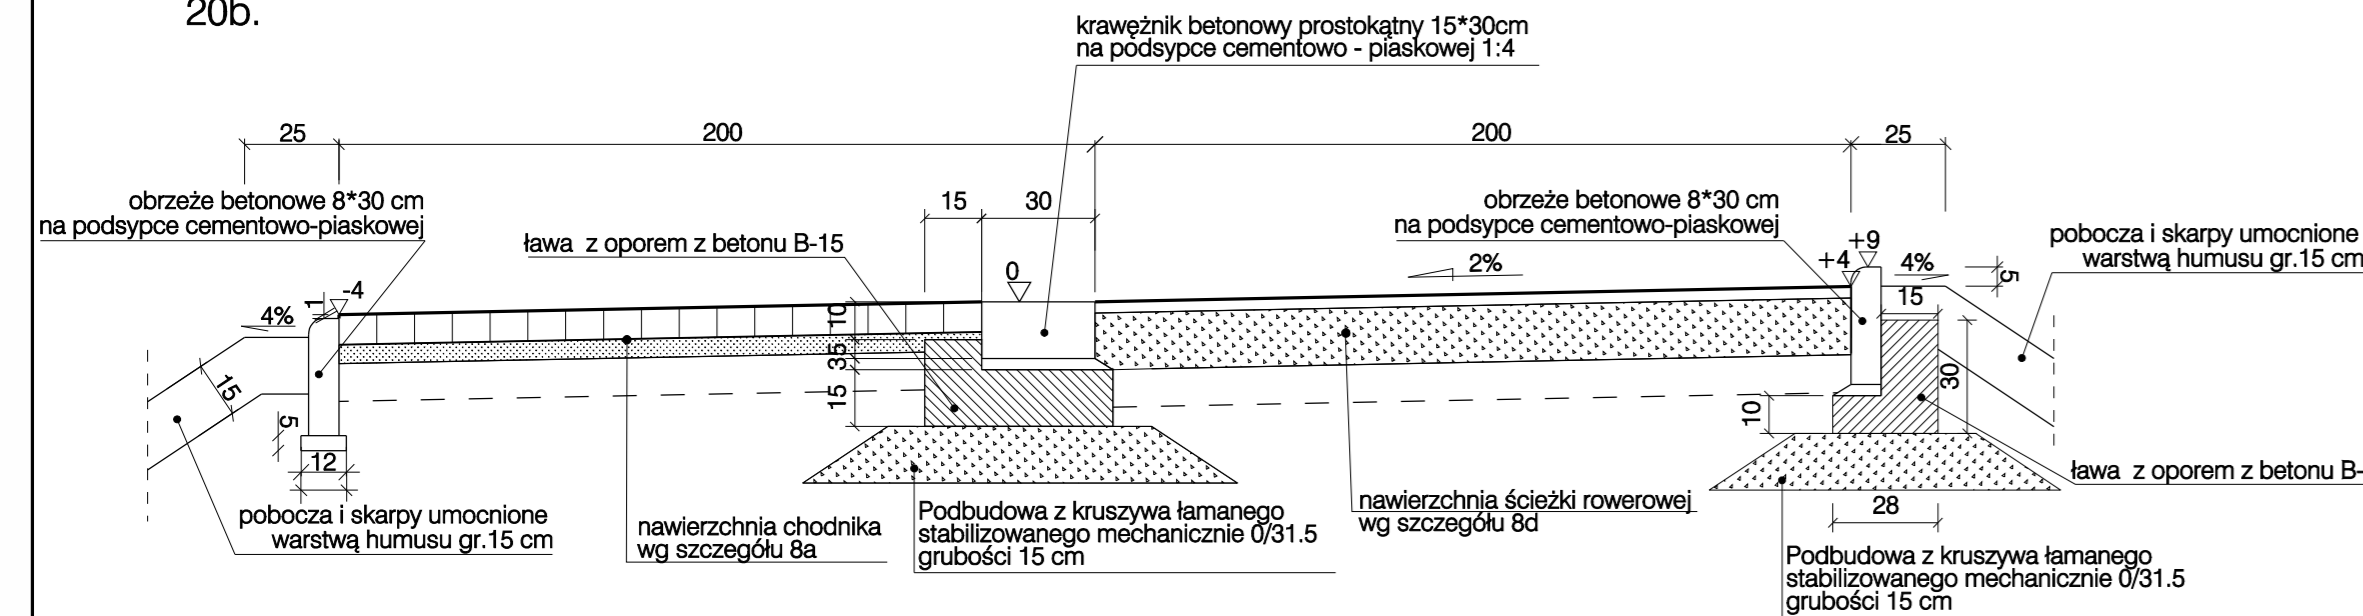 20b.
krawężnik betonowy prostokątny 15*30cm
na podsypce cementowo - piaskowej 1:4
25
200
200
25
obrzeże betonowe 8*30 cm
na podsypce cementowo-piaskowej
15
30
obrzeże betonowe 8*30 cm
na podsypce cementowo-piaskowej
ława z oporem z betonu B-15
pobocza i skarpy umocnione
warstwą humusu gr.15 cm
+9
+4
4%
5
0
2%
1
-4
4%
15
10
5
3
15
15
30
10
5
12
28
ława z oporem z betonu B-
pobocza i skarpy umocnione
warstwą humusu gr.15 cm
nawierzchnia chodnika
wg szczegółu 8a
Podbudowa z kruszywa łamanego
stabilizowanego mechanicznie 0/31.5
grubości 15 cm
nawierzchnia ścieżki rowerowej
wg szczegółu 8d
Podbudowa z kruszywa łamanego
stabilizowanego mechanicznie 0/31.5
grubości 15 cm